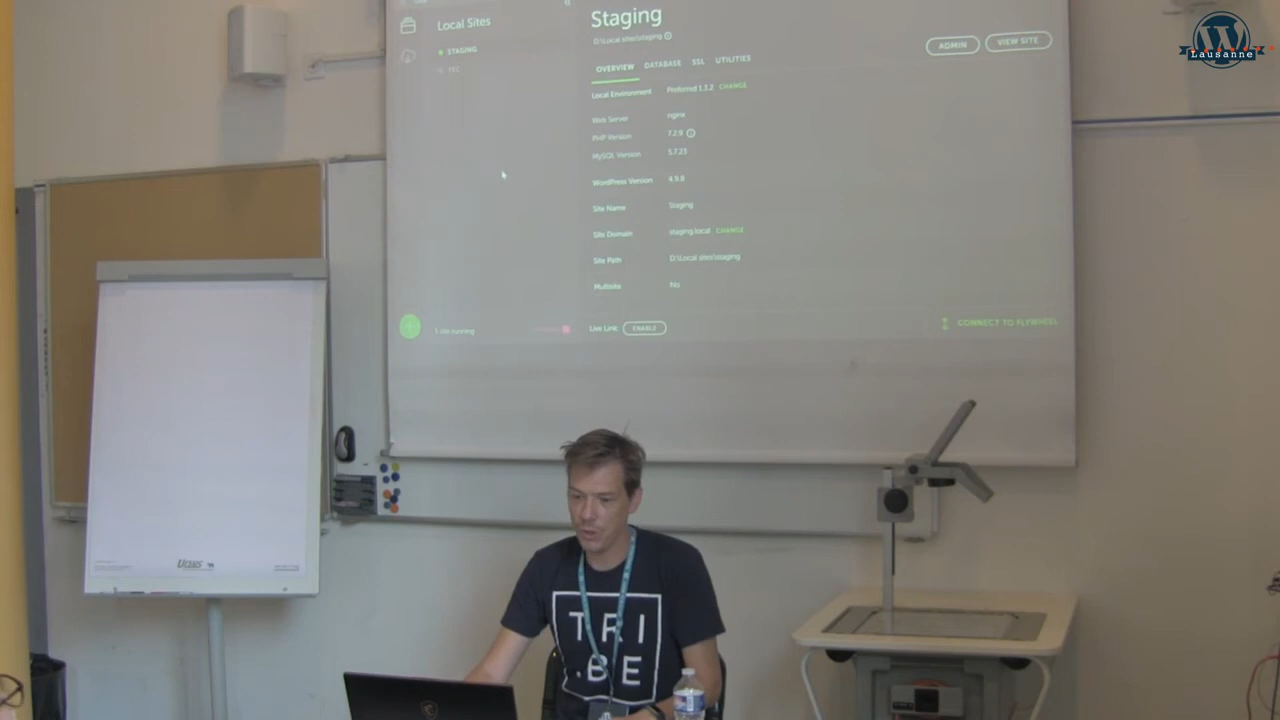 Local Sites
STAGING
Staging
D:\Local sites\staging
ADMIN
VIEW SITE
OVERVIEW
DATABASE
SSL
UTILITIES
Local Environment
Preferred 1.3.2
CHANGE
Web Server
nginx
PHP Version
7.2.9
MySQL Version
5.7.23
WordPress Version
4.9.8
Site Name
Staging
Site Domain
staging.local
CHANGE
Site Path
D:\Local sites\staging
Multisite
No
1 site running
Live Link:
ENABLE
CONNECT TO FLYWHEEL
W
Lausanne
TRI
.BE